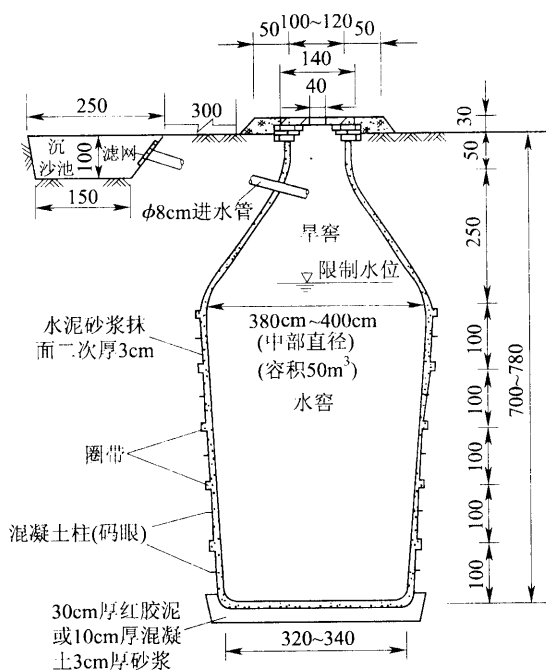 100~120
50
50
140
40
250
300
30
沉
沙池
100
滤网
50
150
ϕ8cm进水管
旱窖
250
限制水位
水泥砂浆抹
面二次厚3cm
380cm~400cm
(中部直径)
(容积50m³)
水窖
100
700~780
100
圈带
100
100
混凝土柱(码眼)
100
30cm厚红胶泥
或10cm厚混凝
土3cm厚砂浆
320~340